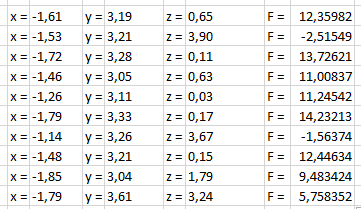 x = -1,61 y = 3,19 z = 0,65 F = 12,35982
x = -1,53 y = 3,21 z = 3,90 F = -2,51549
x = -1,72 y = 3,28 z = 0,11 F = 13,72621
x = -1,46 y = 3,05 z = 0,63 F = 11,00837
x = -1,26 y = 3,11 z = 0,03 F = 11,24542
x = -1,79 y = 3,33 z = 0,17 F = 14,23213
x = -1,14 y = 3,26 z = 3,67 F = -1,56374
x = -1,48 y = 3,21 z = 0,15 F = 12,44634
x = -1,85 y = 3,04 z = 1,79 F = 9,483424
x = -1,79 y = 3,61 z = 3,24 F = 5,758352